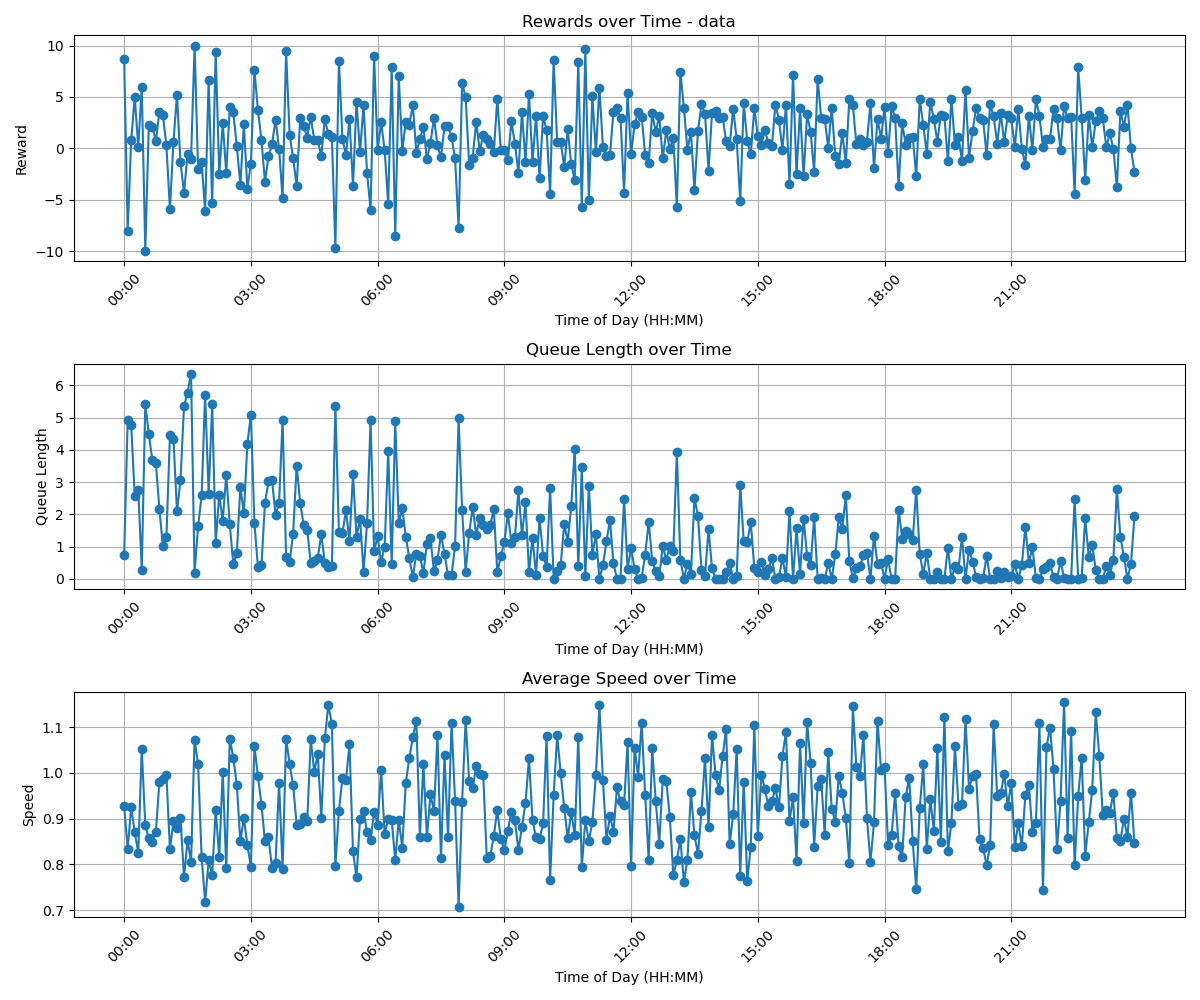 Rewards over Time - data
10
5
0
−5
−10
Reward
00:00 03:00 06:00 09:00 12:00 15:00 18:00 21:00
Time of Day (HH:MM)
Queue Length over Time
6
5
4
3
2
1
0
Queue Length
00:00 03:00 06:00 09:00 12:00 15:00 18:00 21:00
Time of Day (HH:MM)
Average Speed over Time
1.1
1.0
0.9
0.8
0.7
Speed
00:00 03:00 06:00 09:00 12:00 15:00 18:00 21:00
Time of Day (HH:MM)